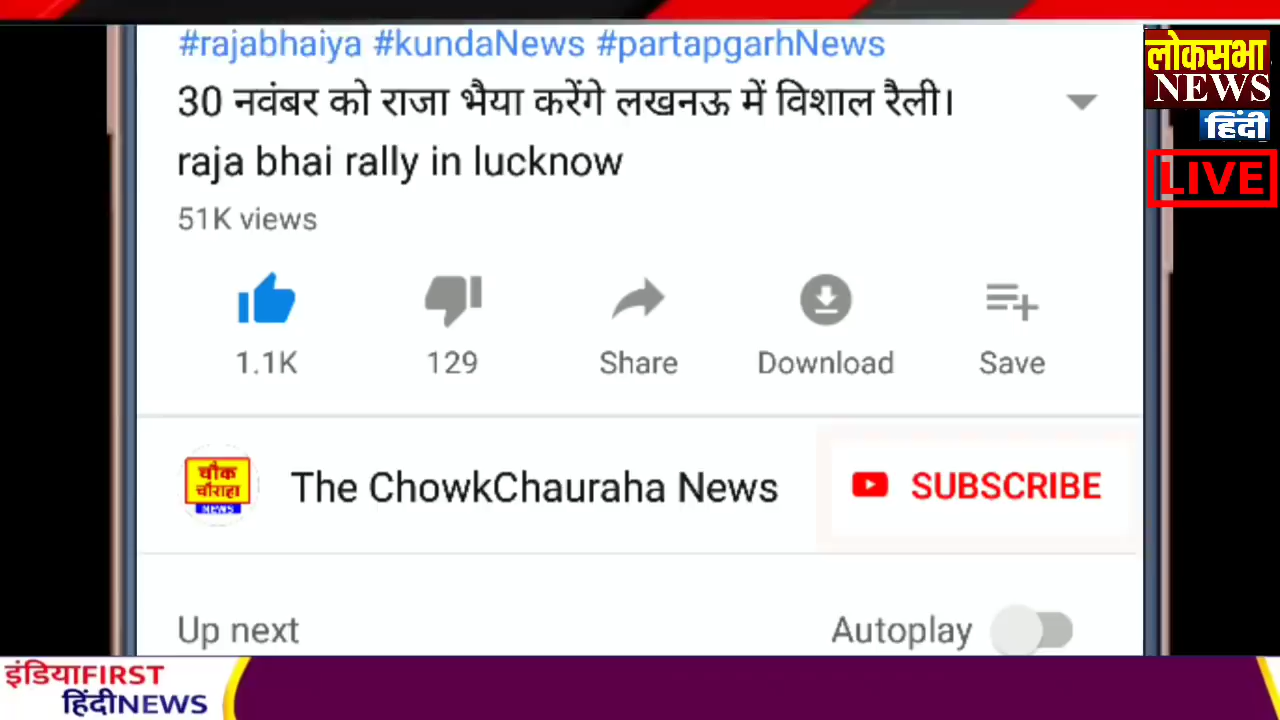 #rajabhaiya #kundaNews #partapgarhNews
30 नवंबर को राजा भैया करेंगे लखनऊ में विशाल रैली।
raja bhai rally in lucknow
51K views
1.1K
129
Share
Download
Save
चौक
चौराहा
NEWS
The ChowkChauraha News
SUBSCRIBE
Up next
Autoplay
लोकसभा
NEWS
हिंदी
LIVE
इंडियाFIRST
हिंदीNEWS